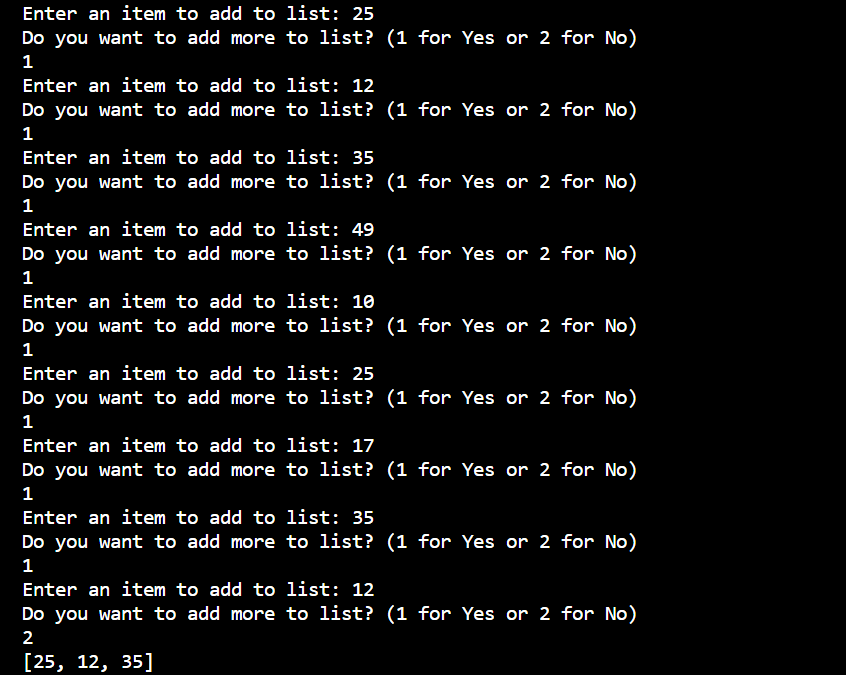 Enter an item to add to list: 25
Do you want to add more to list? (1 for Yes or 2 for No)
1
Enter an item to add to list: 12
Do you want to add more to list? (1 for Yes or 2 for No)
1
Enter an item to add to list: 35
Do you want to add more to list? (1 for Yes or 2 for No)
1
Enter an item to add to list: 49
Do you want to add more to list? (1 for Yes or 2 for No)
1
Enter an item to add to list: 10
Do you want to add more to list? (1 for Yes or 2 for No)
1
Enter an item to add to list: 25
Do you want to add more to list? (1 for Yes or 2 for No)
1
Enter an item to add to list: 17
Do you want to add more to list? (1 for Yes or 2 for No)
1
Enter an item to add to list: 35
Do you want to add more to list? (1 for Yes or 2 for No)
1
Enter an item to add to list: 12
Do you want to add more to list? (1 for Yes or 2 for No)
2
[25, 12, 35]